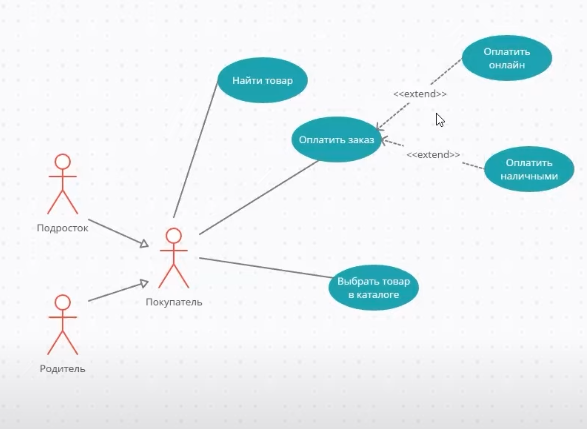 Оплатить
онлайн
Найти товар
<<extend>>
Оплатить заказ
<<extend>>
Оплатить
наличными
Подросток
Покупатель
Выбрать товар
в каталоге
Родитель